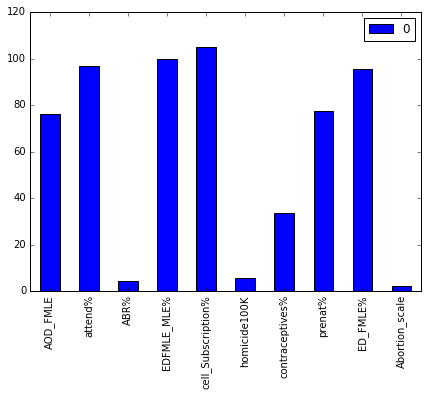 120
100
80
60
40
20
0
0
AOD_FMLE
attend%
ABR%
EDFMLE_MLE%
cell_Subscription%
homicide100K
contraceptives%
prenat%
ED_FMLE%
Abortion_scale